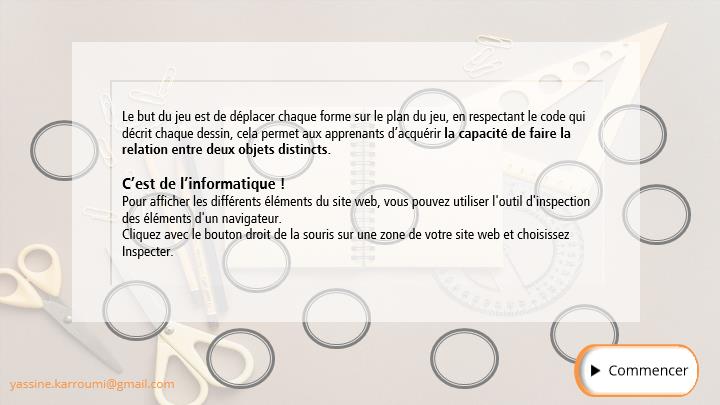 Le but du jeu est de déplacer chaque forme sur le plan du jeu, en respectant le code qui
décrit chaque dessin, cela permet aux apprenants d’acquérir la capacité de faire la
relation entre deux objets distincts.
C’est de l’informatique !
Pour afficher les différents éléments du site web, vous pouvez utiliser l'outil d'inspection
des éléments d'un navigateur.
Cliquez avec le bouton droit de la souris sur une zone de votre site web et choisissez
Inspecter.
Commencer
yassine.karroumi@gmail.com